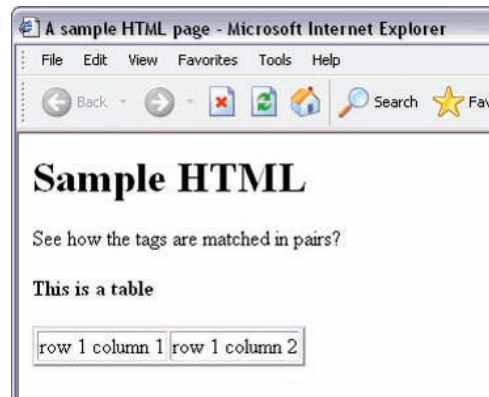 A sample HTML page - Microsoft Internet Explorer
File Edit View Favorites Tools Help
Back Search Fav
Sample HTML
See how the tags are matched in pairs?
This is a table
row 1 column 1 row 1 column 2